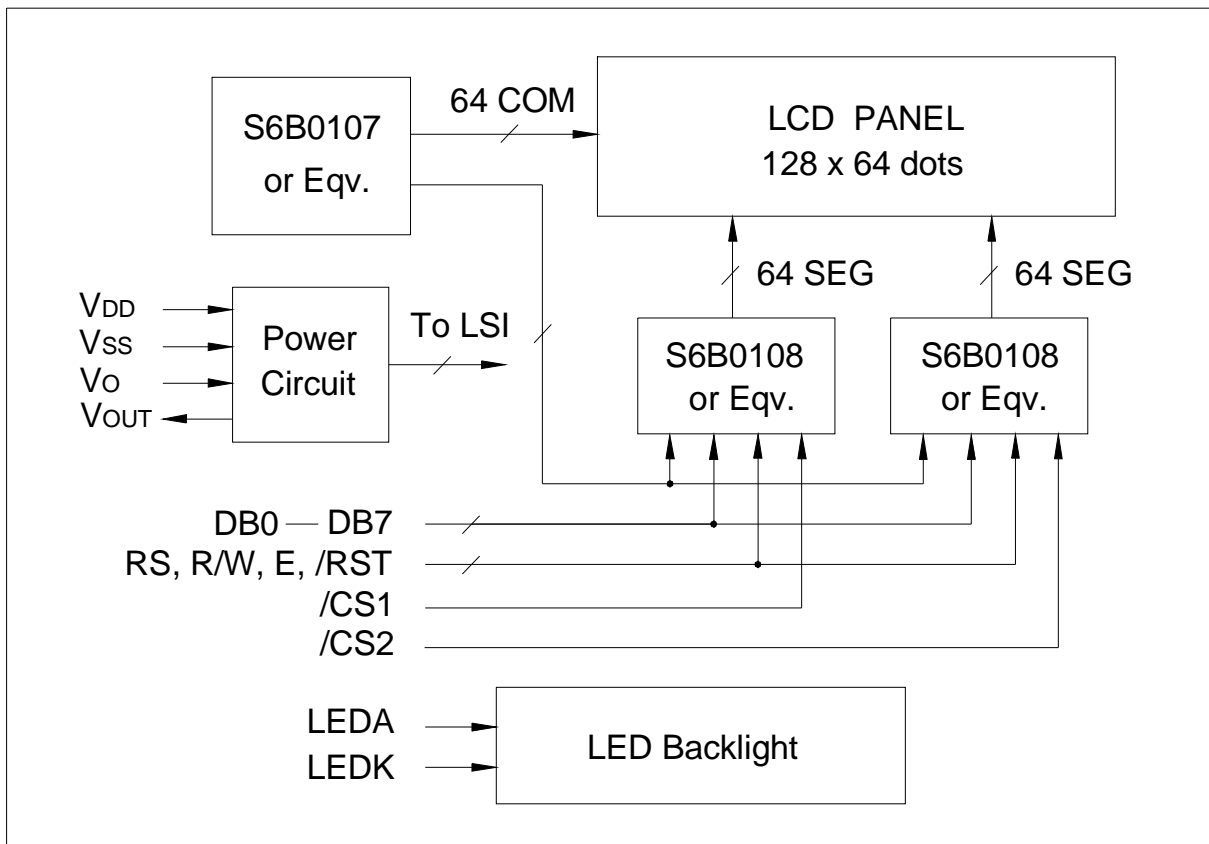 S6B0107
or Eqv.
64 COM
LCD PANEL
128 x 64 dots
64 SEG
64 SEG
VDD
VSS
VO
VOUT
Power
Circuit
To LSI
S6B0108
or Eqv.
S6B0108
or Eqv.
DB0 — DB7
RS, R/W, E, /RST
/CS1
/CS2
LEDA
LEDK
LED Backlight